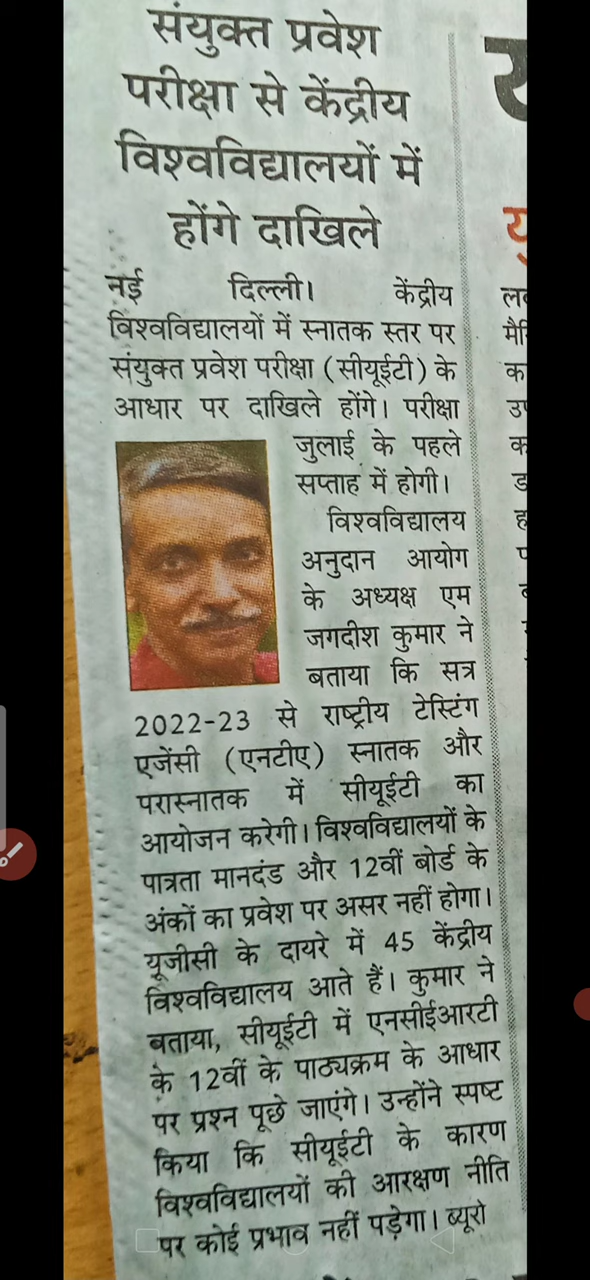 संयुक्त प्रवेश
परीक्षा से केंद्रीय
विश्वविद्यालयों में
होंगे दाखिले
नई दिल्ली। केंद्रीय
विश्वविद्यालयों में स्नातक स्तर पर
संयुक्त प्रवेश परीक्षा (सीयूईटी) के
आधार पर दाखिले होंगे। परीक्षा
जुलाई के पहले
सप्ताह में होगी।
विश्वविद्यालय
अनुदान आयोग
के अध्यक्ष एम
जगदीश कुमार ने
बताया कि सत्र
2022-23 से राष्ट्रीय टेस्टिंग
एजेंसी (एनटीए) स्नातक और
परास्नातक में सीयूईटी का
आयोजन करेगी। विश्वविद्यालयों के
पात्रता मानदंड और 12वीं बोर्ड के
अंकों का प्रवेश पर असर नहीं होगा।
यूजीसी के दायरे में 45 केंद्रीय
विश्वविद्यालय आते हैं। कुमार ने
बताया, सीयूईटी में एनसीईआरटी
के 12वीं के पाठ्यक्रम के आधार
पर प्रश्न पूछे जाएंगे। उन्होंने स्पष्ट
किया कि सीयूईटी के कारण
विश्वविद्यालयों की आरक्षण नीति
पर कोई प्रभाव नहीं पड़ेगा। ब्यूरो